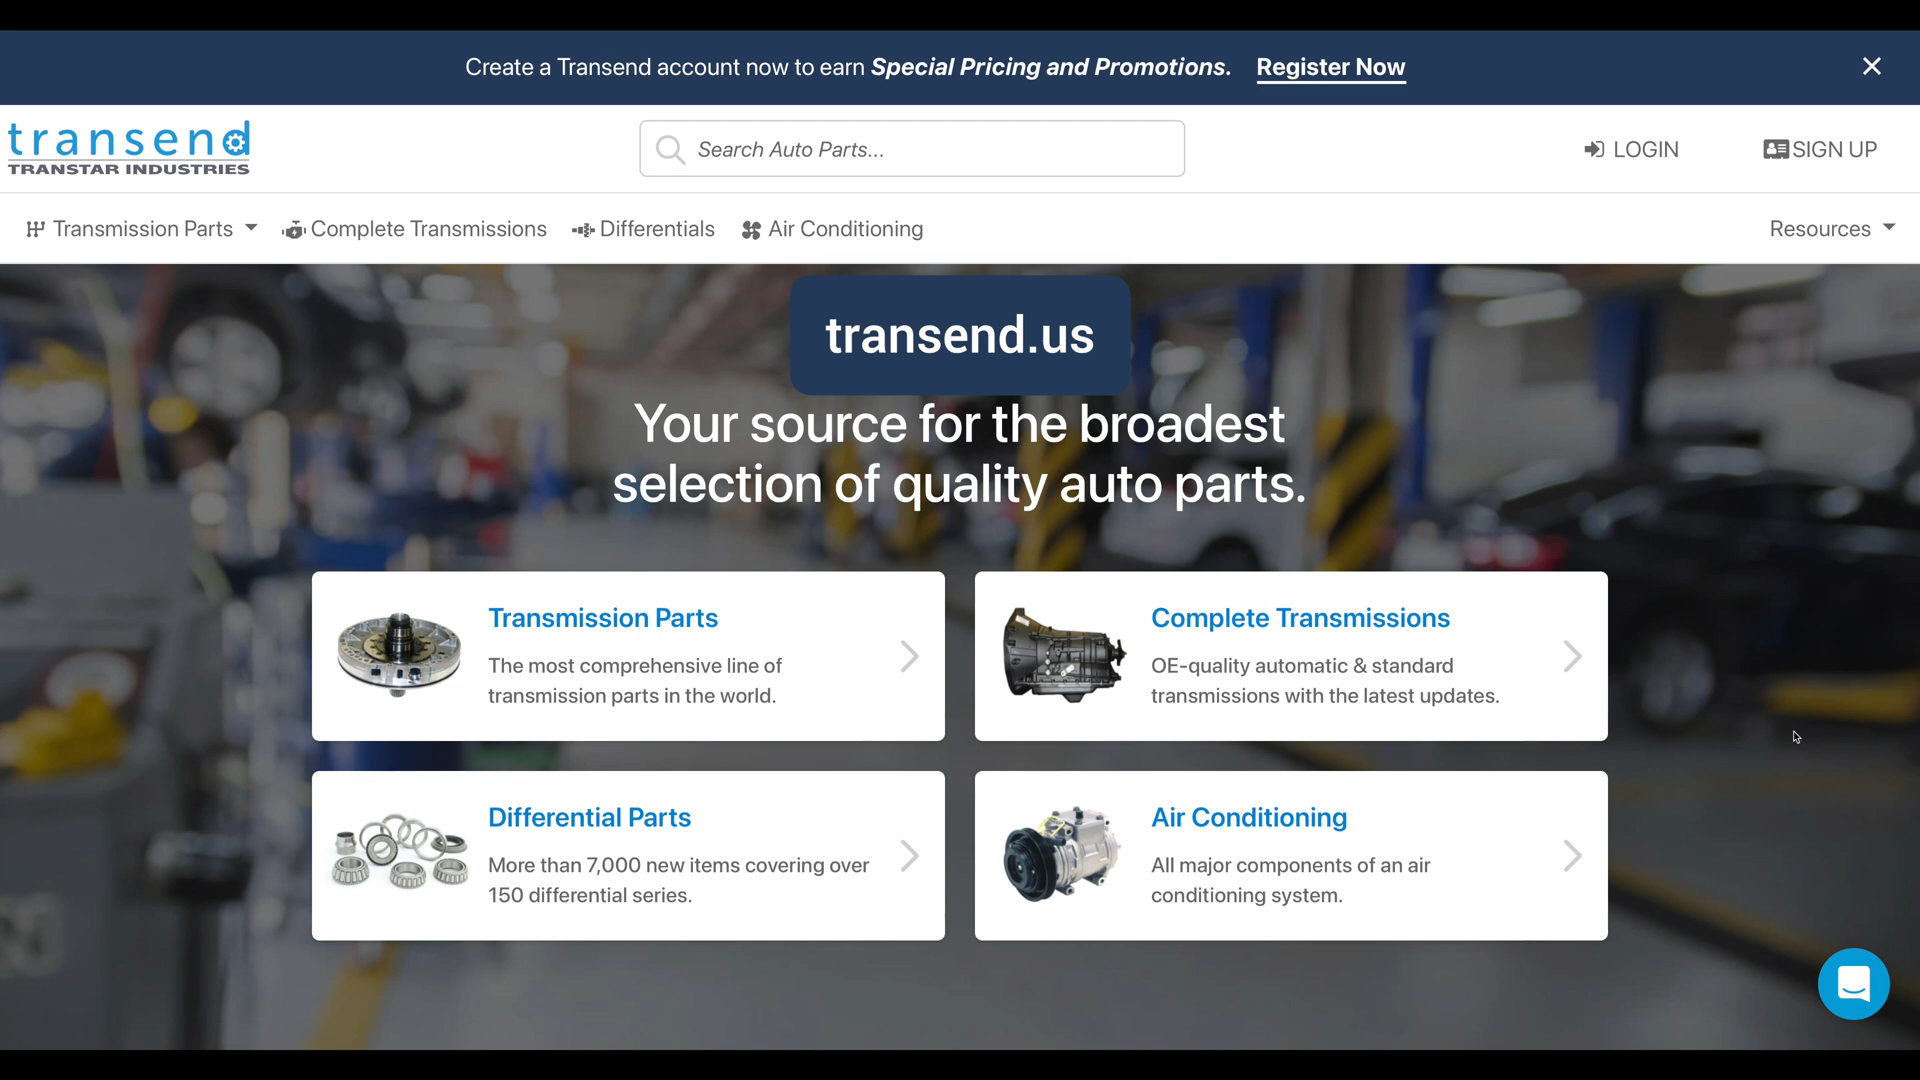 Create a Transend account now to earn Special Pricing and Promotions. Register Now
transend
TRANSTAR INDUSTRIES
Search Auto Parts...
LOGIN
SIGN UP
Transmission Parts
Complete Transmissions
Differentials
Air Conditioning
Resources
transend.us
Your source for the broadest
selection of quality auto parts.
Transmission Parts
The most comprehensive line of
transmission parts in the world.
Complete Transmissions
OE-quality automatic & standard
transmissions with the latest updates.
Differential Parts
More than 7,000 new items covering over
150 differential series.
Air Conditioning
All major components of an air
conditioning system.